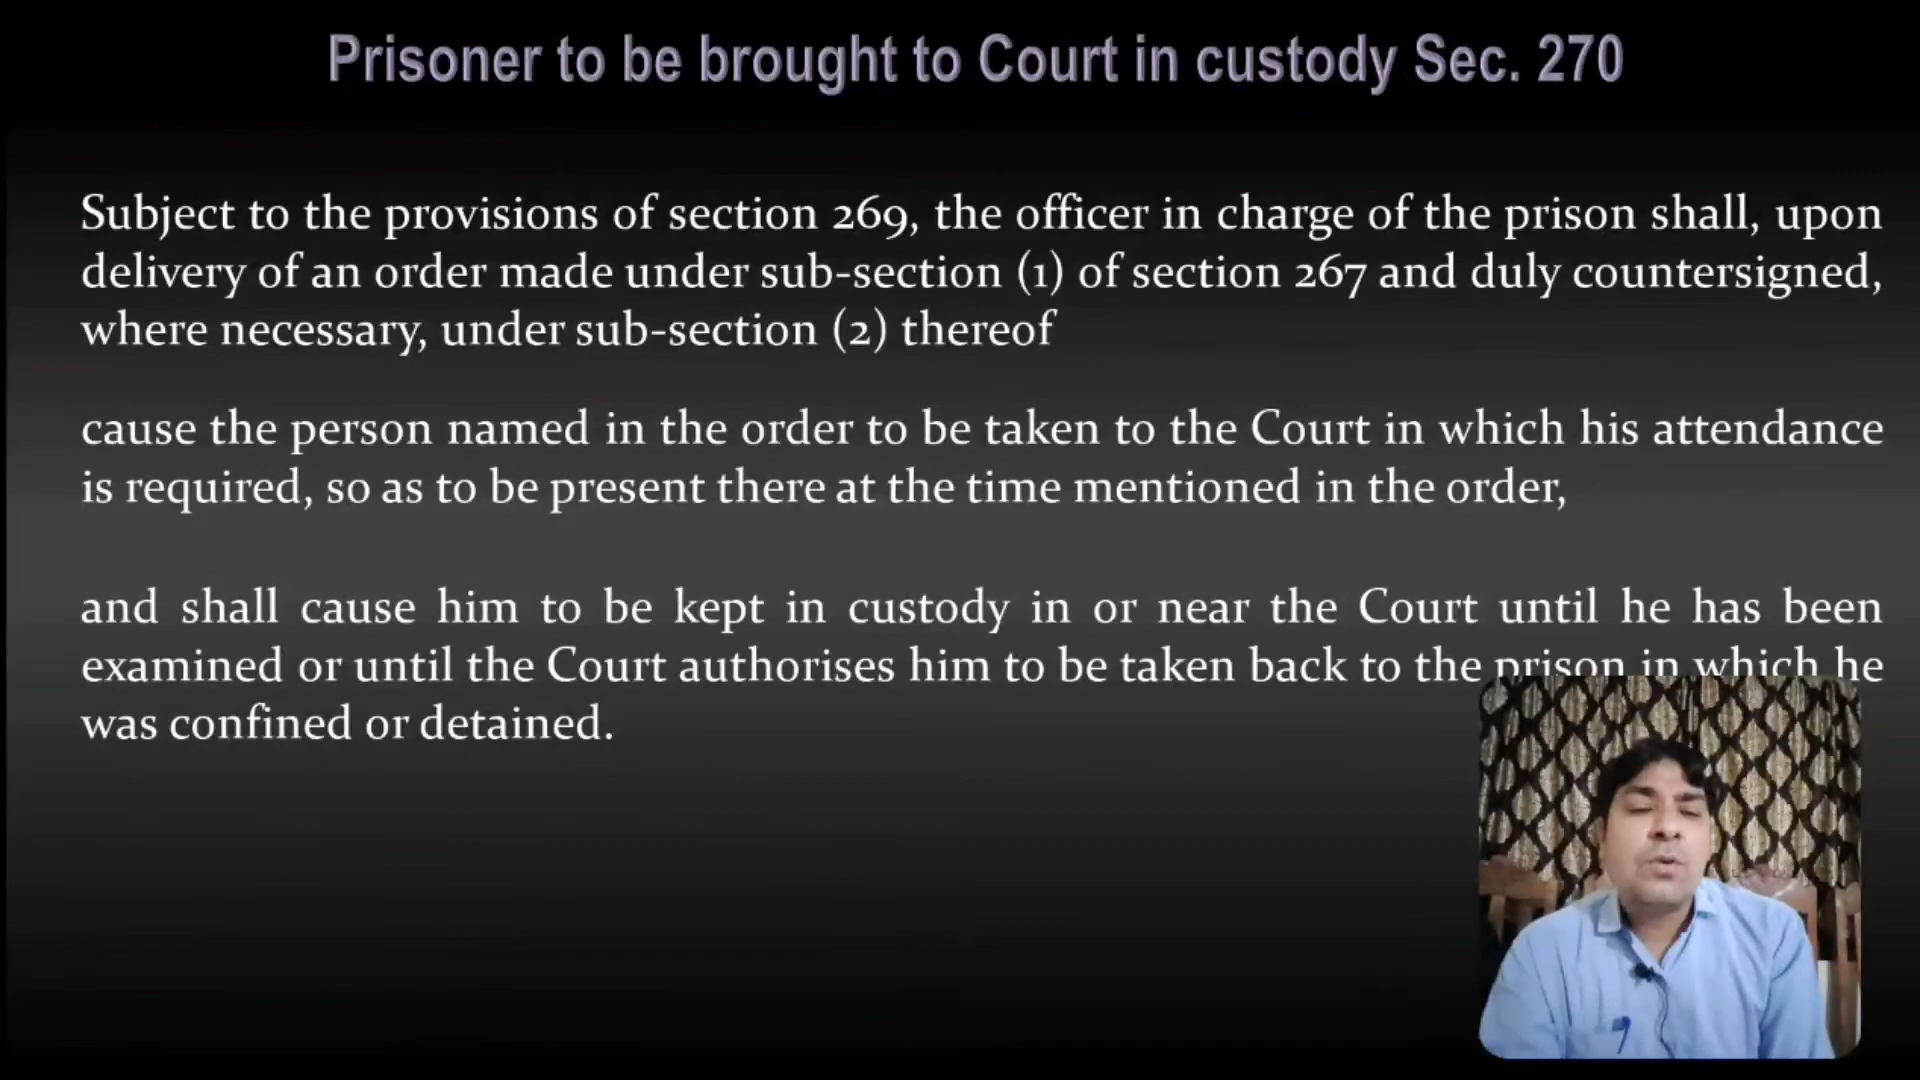 Prisoner to be brought to Court in custody Sec. 270
Subject to the provisions of section 269, the officer in charge of the prison shall, upon
delivery of an order made under sub-section (1) of section 267 and duly countersigned,
where necessary, under sub-section (2) thereof
cause the person named in the order to be taken to the Court in which his attendance
is required, so as to be present there at the time mentioned in the order,
and shall cause him to be kept in custody in or near the Court until he has been
examined or until the Court authorises him to be taken back to the prison in which he
was confined or detained.